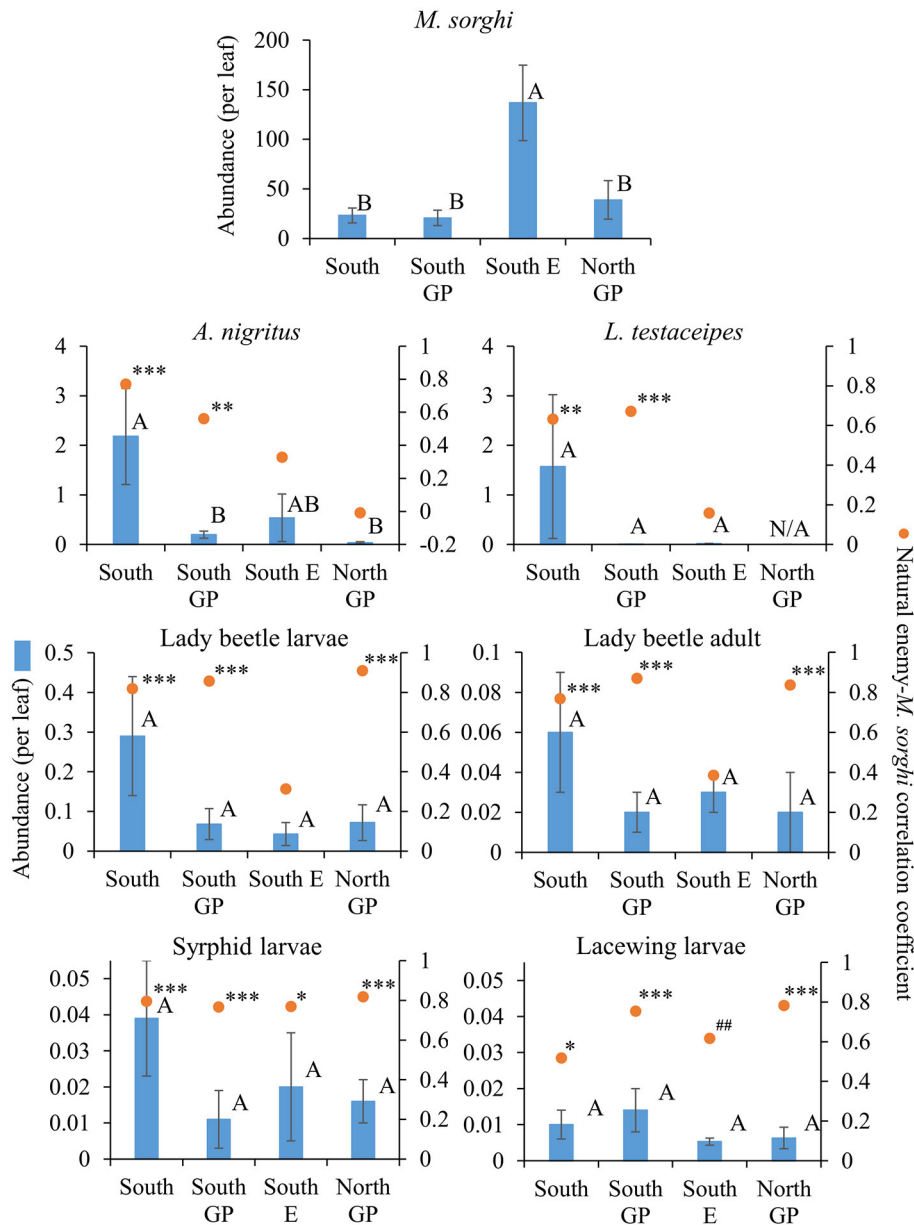 M. sorghi
Abundance (per leaf)
200
150
100
50
0
B
B
A
B
South
South
GP
South E
North
GP
A. nigritus
4
3
2
1
0
1
0.8
0.6
0.4
0.2
0
-0.2
***
**
A
B
AB
B
South
South
GP
South E
North
GP
L. testaceipes
4
3
2
1
0
1
0.8
0.6
0.4
0.2
0
**
***
A
A
A
N/A
South
South
GP
South E
North
GP
Abundance (per leaf)
Natural enemy-M. sorghi correlation coefficient
Lady beetle larvae
0.5
0.4
0.3
0.2
0.1
0
1
0.8
0.6
0.4
0.2
0
***
***
***
A
A
A
A
South
South
GP
South E
North
GP
Lady beetle adult
0.1
0.08
0.06
0.04
0.02
0
1
0.8
0.6
0.4
0.2
0
***
***
***
A
A
A
A
South
South
GP
South E
North
GP
Syrphid larvae
0.05
0.04
0.03
0.02
0.01
0
1
0.8
0.6
0.4
0.2
0
***
***
*
***
A
A
A
A
South
South
GP
South
E
North
GP
Lacewing larvae
0.05
0.04
0.03
0.02
0.01
0
1
0.8
0.6
0.4
0.2
0
*
***
##
***
A
A
A
A
South
South
GP
South
E
North
GP